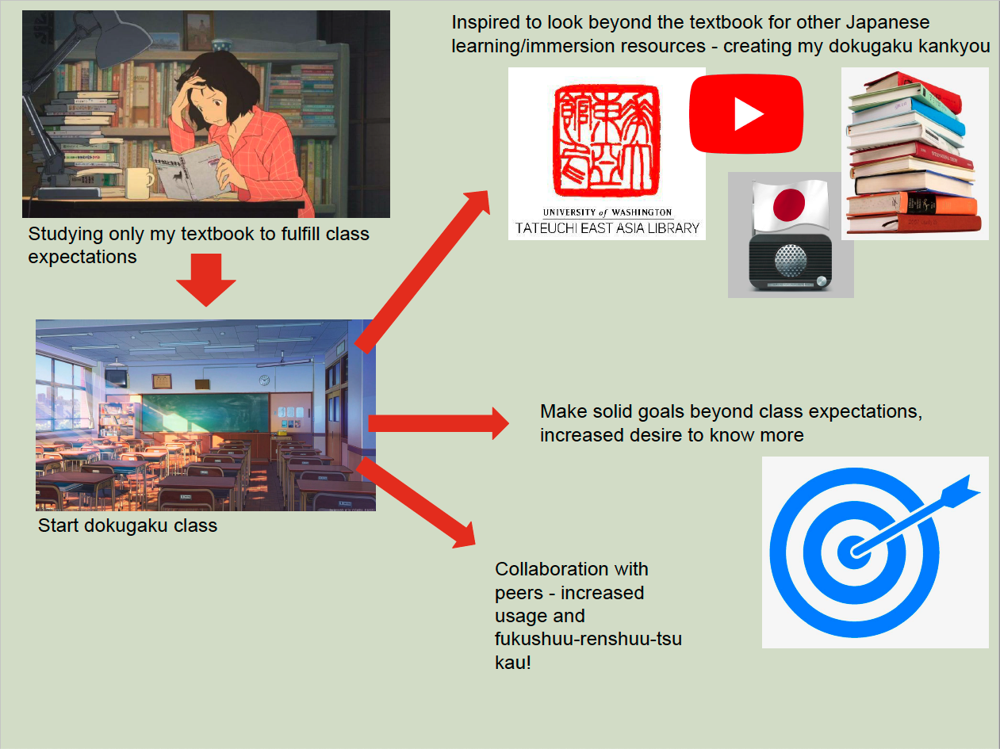 Inspired to look beyond the textbook for other Japanese
learning/immersion resources - creating my dokugaku kankyou
UNIVERSITY of WASHINGTON
TATEUCHI EAST ASIA LIBRARY
Studying only my textbook to fulfill class
expectations
Start dokugaku class
Make solid goals beyond class expectations,
increased desire to know more
Collaboration with
peers - increased
usage and
fukushuu-renshuu-tsu
kau!